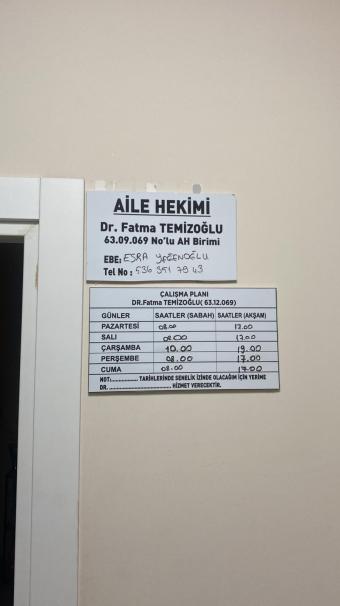 AİLE HEKİMİ
Dr. Fatma TEMİZOĞLU
63.09.069 No'lu AH Birimi
EBE: ESRA YEĞENOĞLU
Tel No: 536 351 79 43
ÇALIŞMA PLANI
DR.Fatma TEMİZOĞLU( 63.12.069)
GÜNLER SAATLER (SABAH) SAATLER (AKŞAM)
PAZARTESİ 08.00 17.00
SALI 08.00 17.00
ÇARŞAMBA 10.00 19.00
PERŞEMBE 08.00 17.00
CUMA 08.00 17.00
NOT:.................. TARİHLERİNDE SENELİK İZİNDE OLACAĞIM İÇİN YERİME
DR. .............................. HİZMET VERECEKTİR.